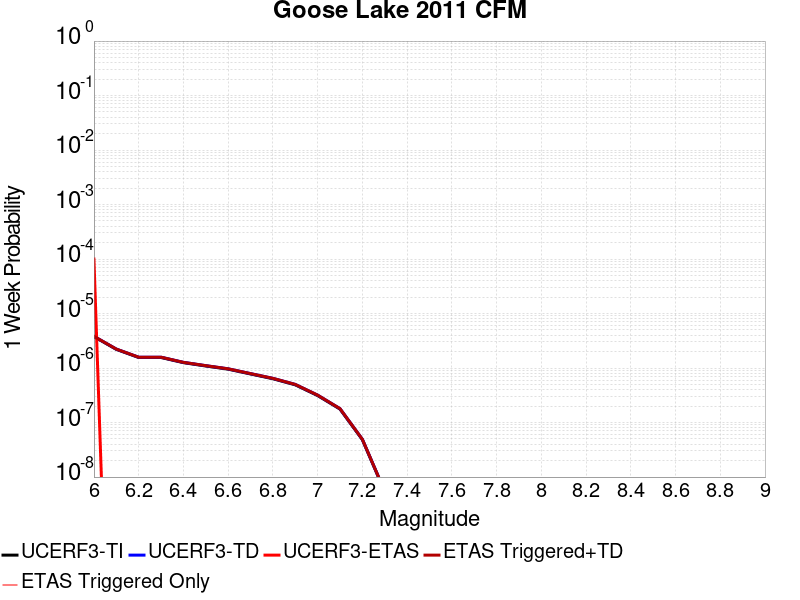 Goose Lake 2011 CFM
1 Week Probability
10^0
10^-1
10^-2
10^-3
10^-4
10^-5
10^-6
10^-7
10^-8
6 6.2 6.4 6.6 6.8 7 7.2 7.4 7.6 7.8 8 8.2 8.4 8.6 8.8 9
Magnitude
UCERF3-TI UCERF3-TD UCERF3-ETAS ETAS Triggered+TD
ETAS Triggered Only